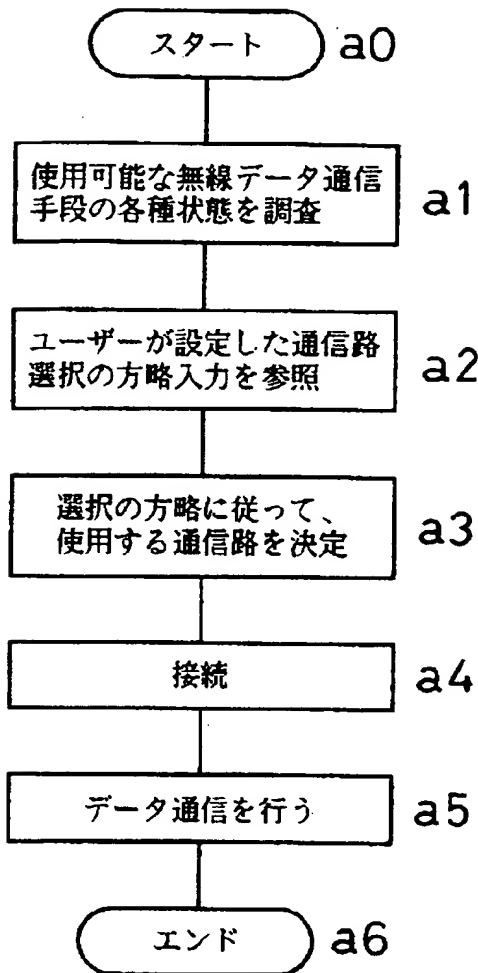 スタート a0
使用可能な無線データ通信
手段の各種状態を調査 a1
ユーザーが設定した通信路
選択の方略入力を参照 a2
選択の方略に従って、
使用する通信路を決定 a3
接続 a4
データ通信を行う a5
エンド a6